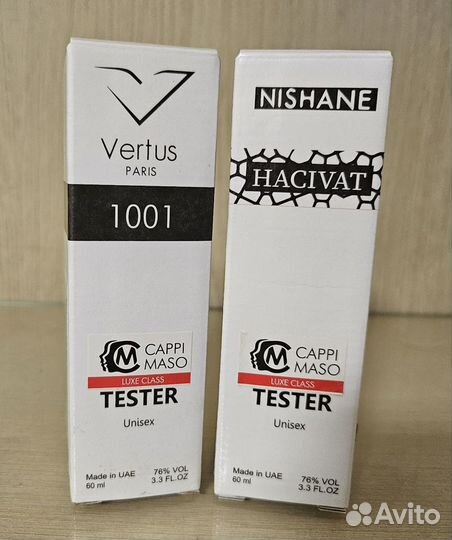 Vertus
PARIS
1001
CM
CAPPI
MASO
LUXE CLASS
TESTER
Unisex
Made in UAE 76% VOL
60 ml 3.3 FL.OZ
NISHANE
HACIVAT
CM
CAPPI
MASO
LUXE CLASS
TESTER
Unisex
Made in UAE 76% VOL
60 ml 3.3 FL.OZ
Avito